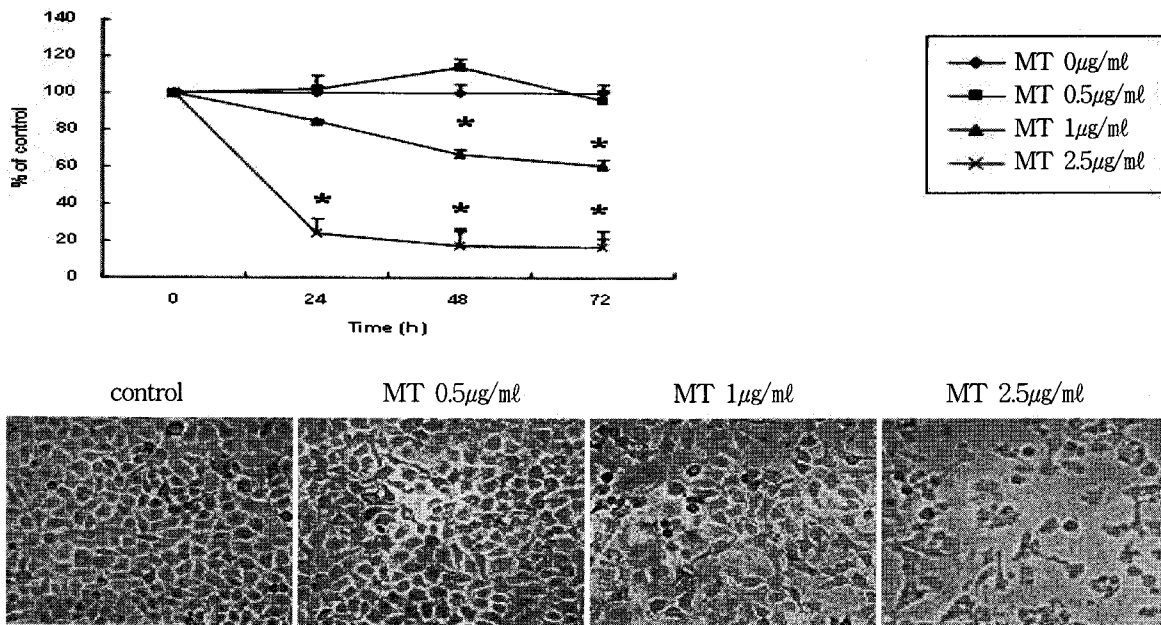 140
120
100
80
60
40
20
0
% of control
0 24 48 72
Time (h)
*
*
*
*
*
MT 0μg/㎖
MT 0.5μg/㎖
MT 1μg/㎖
MT 2.5μg/㎖
control MT 0.5μg/㎖ MT 1μg/㎖ MT 2.5μg/㎖